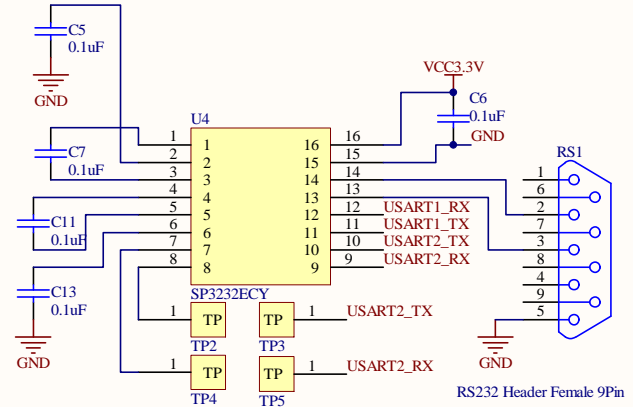 C5
0.1uF
GND
VCC3.3V
C6
0.1uF
GND
U4
1 1 16 16
2 2 15 15
3 3 14 14
4 4 13 13
5 5 12 12 USART1_RX
6 6 11 11 USART1_TX
7 7 10 10 USART2_TX
8 8 9 9 USART2_RX
SP3232ECY
C7
0.1uF
C11
0.1uF
C13
0.1uF
GND
1 TP
TP2
TP 1 USART2_TX
TP3
1 TP
TP4
TP 1 USART2_RX
TP5
RS1
1
6
2
7
3
8
4
9
5
GND
RS232 Header Female 9Pin